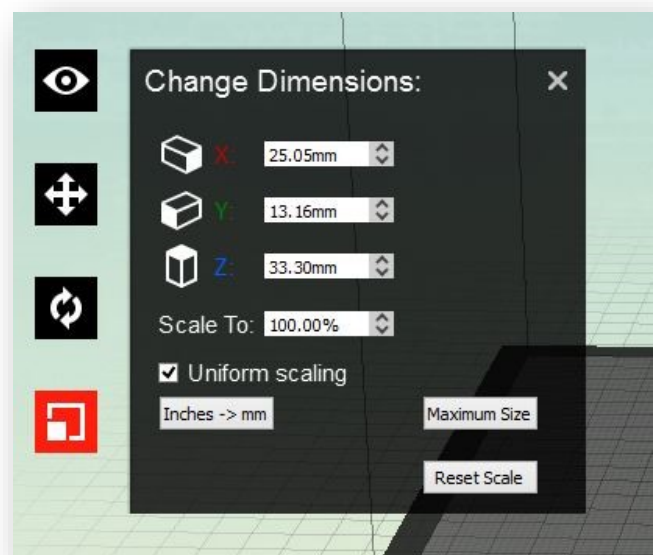 Change Dimensions:
X: 25.05mm
Y: 13.16mm
Z: 33.30mm
Scale To: 100.00%
Uniform scaling
Inches -> mm Maximum Size
Reset Scale